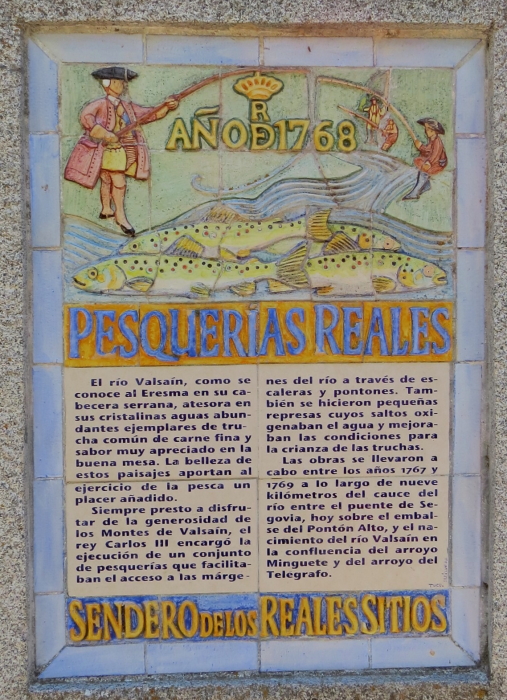 R
AÑO D 1768
PESQUERÍAS REALES
El río Valsaín, como se
conoce al Eresma en su ca-
becera serrana, atesora en
sus cristalinas aguas abun-
dantes ejemplares de tru-
cha común de carne fina y
sabor muy apreciado en la
buena mesa. La belleza de
estos paisajes aportan al
ejercicio de la pesca un
placer añadido.
Siempre presto a disfru-
tar de la generosidad de
los Montes de Valsaín, el
rey Carlos III encargó la
ejecución de un conjunto
de pesquerías que facilita-
ban el acceso a las márge-
nes del río a través de es-
caleras y pontones. Tam-
bién se hicieron pequeñas
represas cuyos saltos oxi-
genaban el agua y mejora-
ban las condiciones para
la crianza de las truchas.
Las obras se llevaron a
cabo entre los años 1767 y
1769 a lo largo de nueve
kilómetros del cauce del
río entre el puente de Se-
govia, hoy sobre el embal-
se del Pontón Alto, y el na-
cimiento del río Valsaín en
la confluencia del arroyo
Minguete y del arroyo del
Telegrafo.
SENDERO DE LOS REALES SITIOS